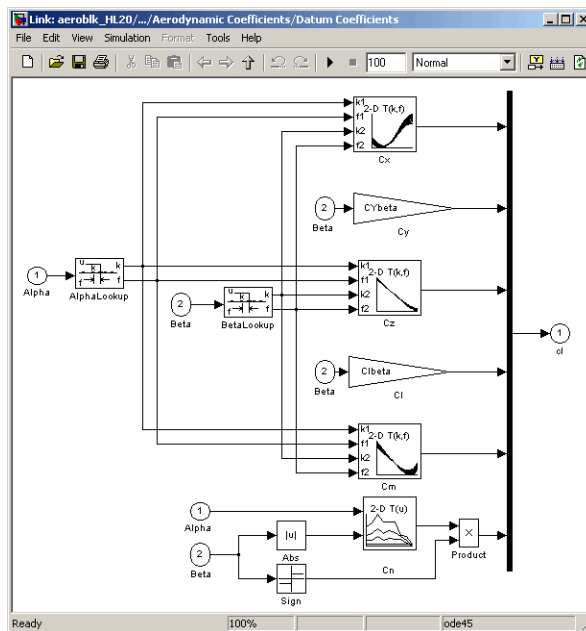 Link: aeroblk_HL20/.../Aerodynamic Coefficients/Datum Coefficients
File Edit View Simulation Format Tools Help
100 Normal
k1 2-D T(k,f)
f1
k2
f2
Cx
2
Beta
CYbeta
Cy
1
Alpha
u k
k
f
AlphaLookup
2
Beta
u k
k
f
BetaLookup
k1 2-D T(k,f)
f1
k2
f2
Cz
2
Beta
Clbeta
Cl
1
cl
k1 2-D T(k,f)
f1
k2
f2
Cm
1
Alpha
2-D T(u)
Cn
2
Beta
|u|
Abs
Sign
×
Product
Ready 100% ode45